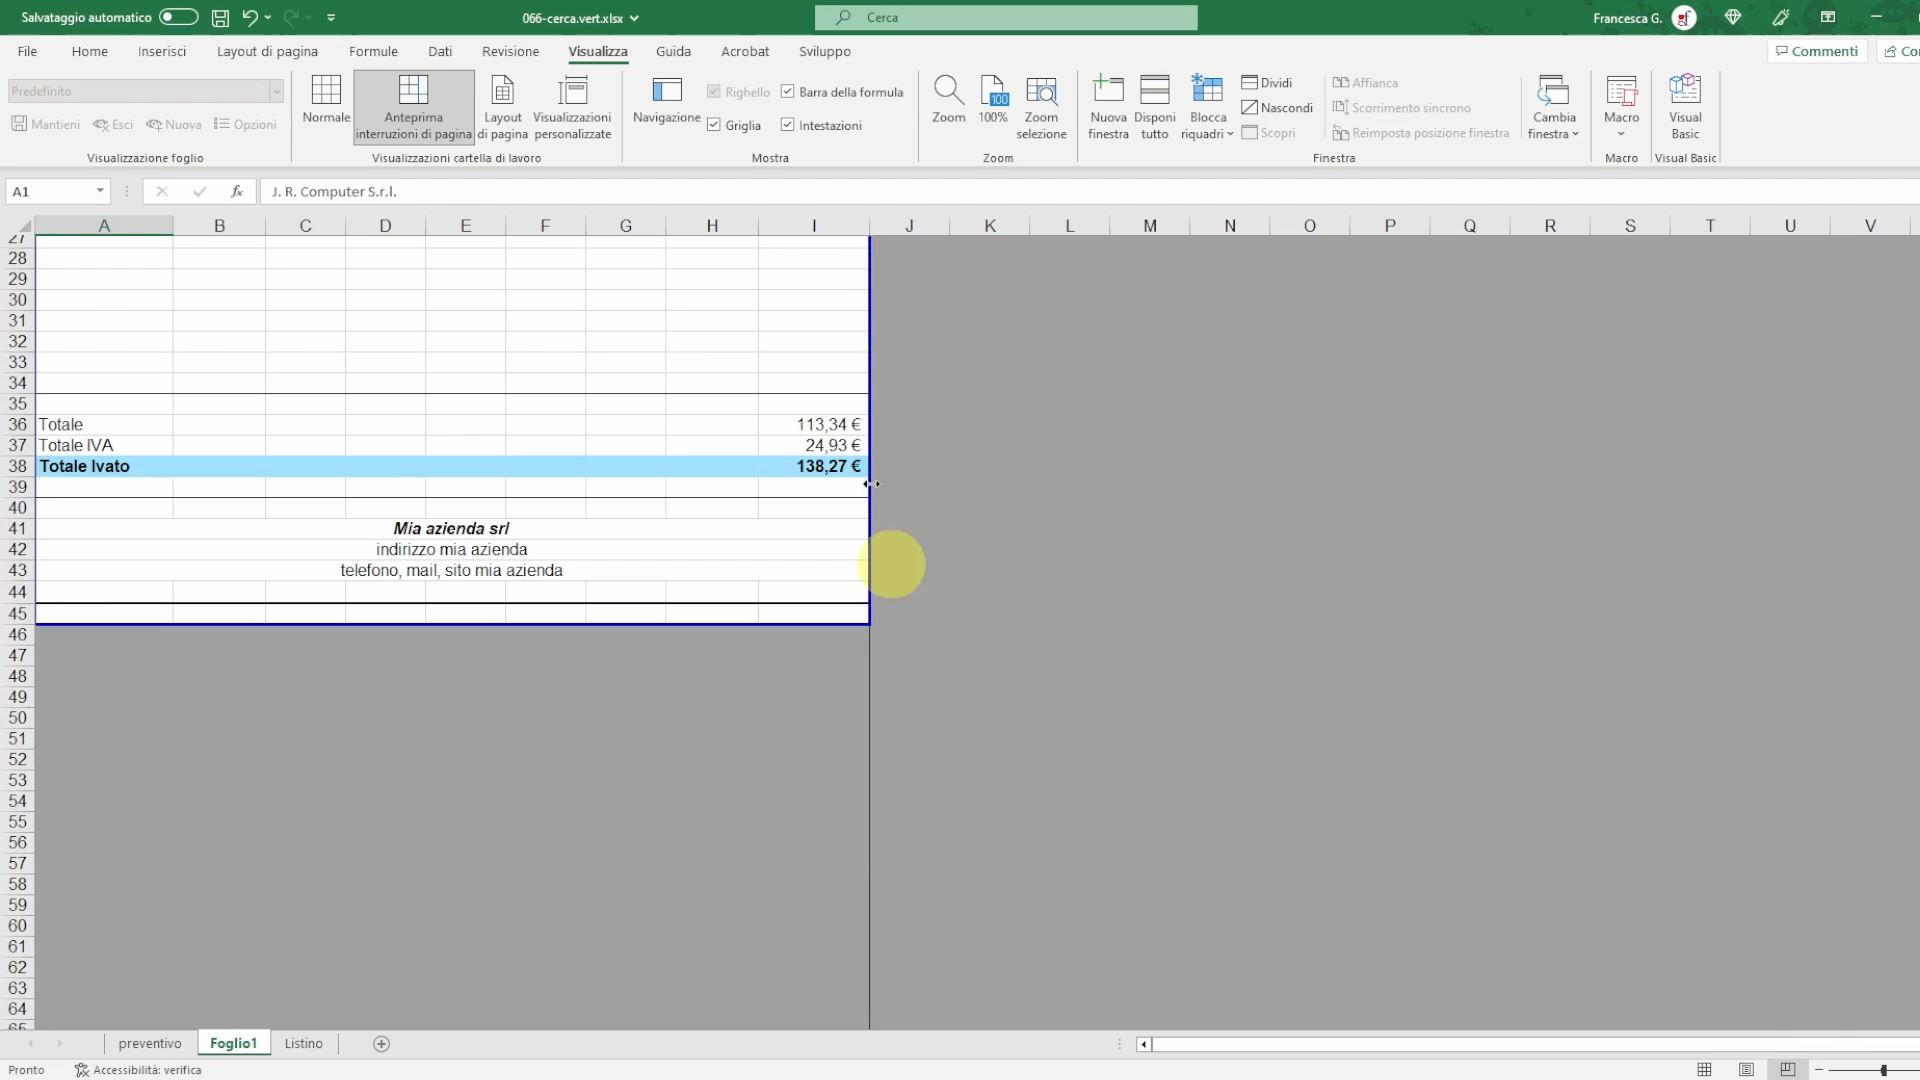 Salvataggio automatico
066-cerca.vert.xlsx
Cerca
Francesca G.
File Home Inserisci Layout di pagina Formule Dati Revisione Visualizza Guida Acrobat Sviluppo
Commenti
Predefinito
Mantieni Esci Nuova Opzioni
Visualizzazione foglio
Normale
Anteprima
interruzioni di pagina
Layout
di pagina
Visualizzazioni
personalizzate
Visualizzazioni cartella di lavoro
Navigazione
Righello Barra della formula
Griglia Intestazioni
Mostra
Zoom
100
100%
Zoom
selezione
Zoom
Nuova
finestra
Disponi
tutto
Blocca
riquadri
Dividi
Nascondi
Scopri
Affianca
Scorrimento sincrono
Reimposta posizione finestra
Cambia
finestra
Finestra
Macro
Macro
Visual
Basic
Visual Basic
A1
fx
J. R. Computer S.r.l.
A B C D E F G H I J K L M N O P Q R S T U V
27
28
29
30
31
32
33
34
35
36 Totale 113,34 €
37 Totale IVA 24,93 €
38 Totale Ivato 138,27 €
39
40
41 Mia azienda srl
42 indirizzo mia azienda
43 telefono, mail, sito mia azienda
44
45
46
47
48
49
50
51
52
53
54
55
56
57
58
59
60
61
62
63
64
65
preventivo Foglio1 Listino
Pronto Accessibilità: verifica